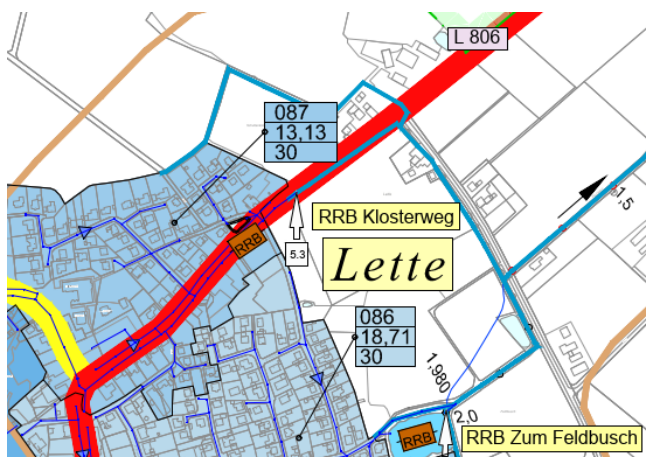 L 806
087
13,13
30
RRB Klosterweg
RRB
5.3
Lette
1,5
086
18,71
30
1,980
2,0
RRB
RRB Zum Feldbusch